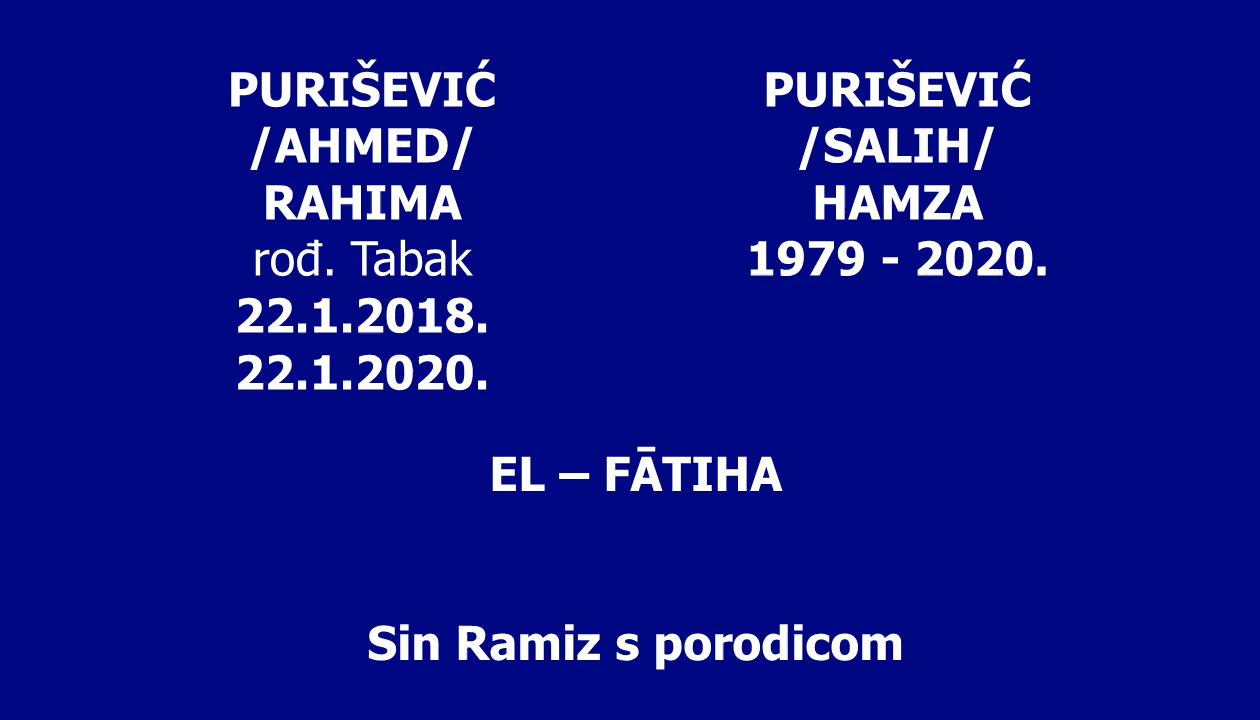 PURIŠEVIĆ
/AHMED/
RAHIMA
rođ. Tabak
22.1.2018.
22.1.2020.
PURIŠEVIĆ
/SALIH/
HAMZA
1979 - 2020.
EL – FĀTIHA
Sin Ramiz s porodicom